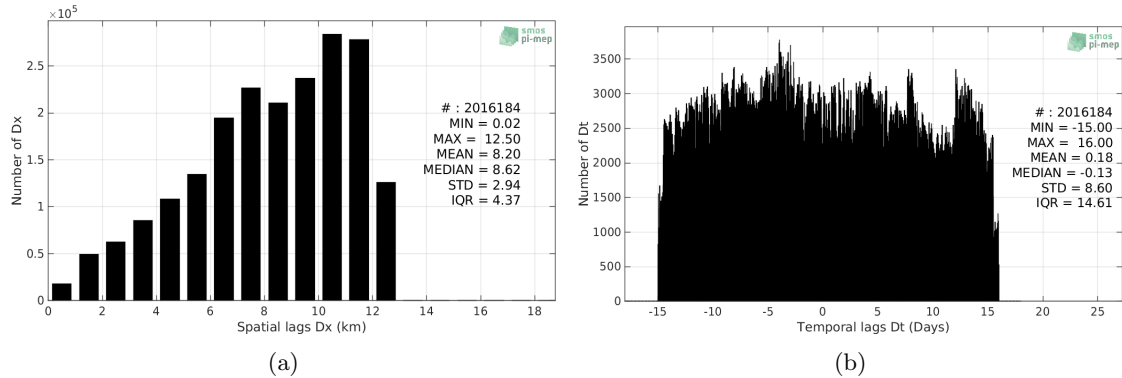 ×10⁵
smos
pi-mep
2.5
2
1.5
1
0.5
0
Number of Dx
# : 2016184
MIN = 0.02
MAX = 12.50
MEAN = 8.20
MEDIAN = 8.62
STD = 2.94
IQR = 4.37
0 2 4 6 8 10 12 14 16 18
Spatial lags Dx (km)
(a)
smos
pi-mep
3500
3000
2500
2000
1500
1000
500
0
Number of Dt
# : 2016184
MIN = -15.00
MAX = 16.00
MEAN = 0.18
MEDIAN = -0.13
STD = 8.60
IQR = 14.61
-15 -10 -5 0 5 10 15 20 25
Temporal lags Dt (Days)
(b)